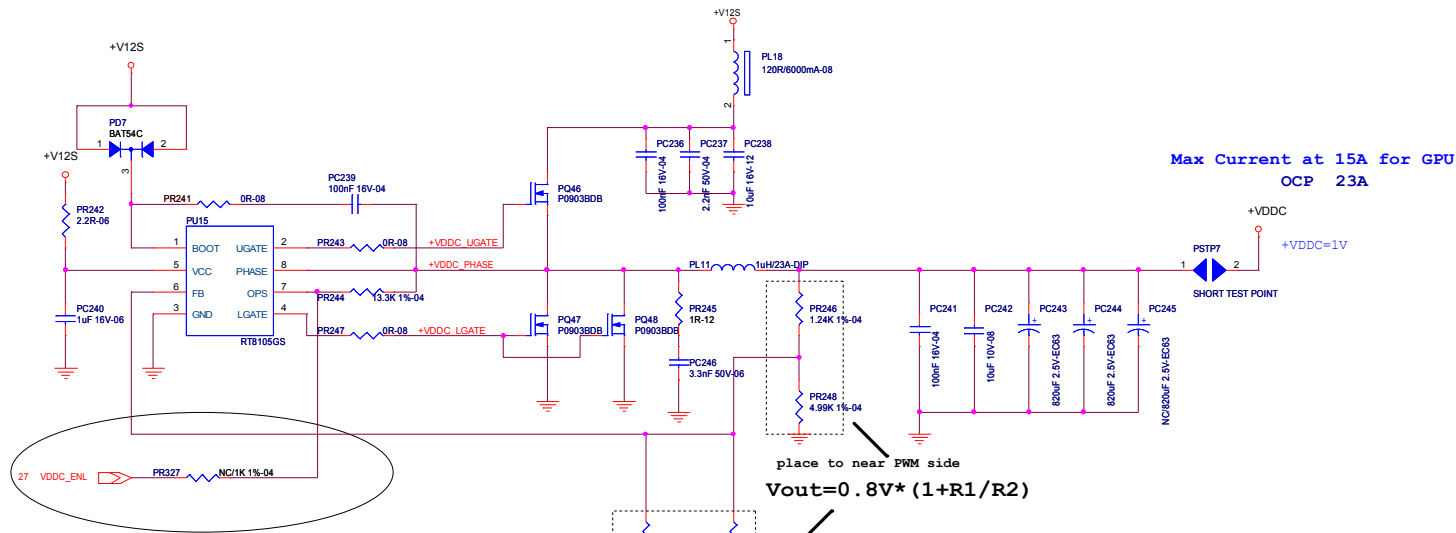 +V12S
+V12S
PL18
120R/6000mA-08
1
2
PD7
BAT54C
1
2
3
+V12S
PC236
100nF 16V-04
PC237
2.2nF 50V-04
PC238
10uF 16V-12
Max Current at 15A for GPU
OCP 23A
PC239
100nF 16V-04
PR241
0R-08
PQ46
P0903BDB
PR242
2.2R-06
PU15
1 BOOT UGATE 2
5 VCC PHASE 8
6 FB OPS 7
3 GND LGATE 4
RT8105GS
PR243
0R-08
+VDDC_UGATE
+VDDC_PHASE
PL11
1uH/23A-DIP
+VDDC
+VDDC=1V
PSTP7
1
2
SHORT TEST POINT
PR244
13.3K 1%-04
PR247
0R-08
+VDDC_LGATE
PQ47
P0903BDB
PQ48
P0903BDB
PR245
1R-12
PC246
3.3nF 50V-06
PR246
1.24K 1%-04
PR248
4.99K 1%-04
PC240
1uF 16V-06
PC241
100nF 16V-04
PC242
10uF 10V-08
PC243
820uF 2.5V-EC63
PC244
820uF 2.5V-EC63
PC245
NC/820uF 2.5V-EC63
27 VDDC_ENL
PR327
NC/1K 1%-04
place to near PWM side
Vout=0.8V*(1+R1/R2)